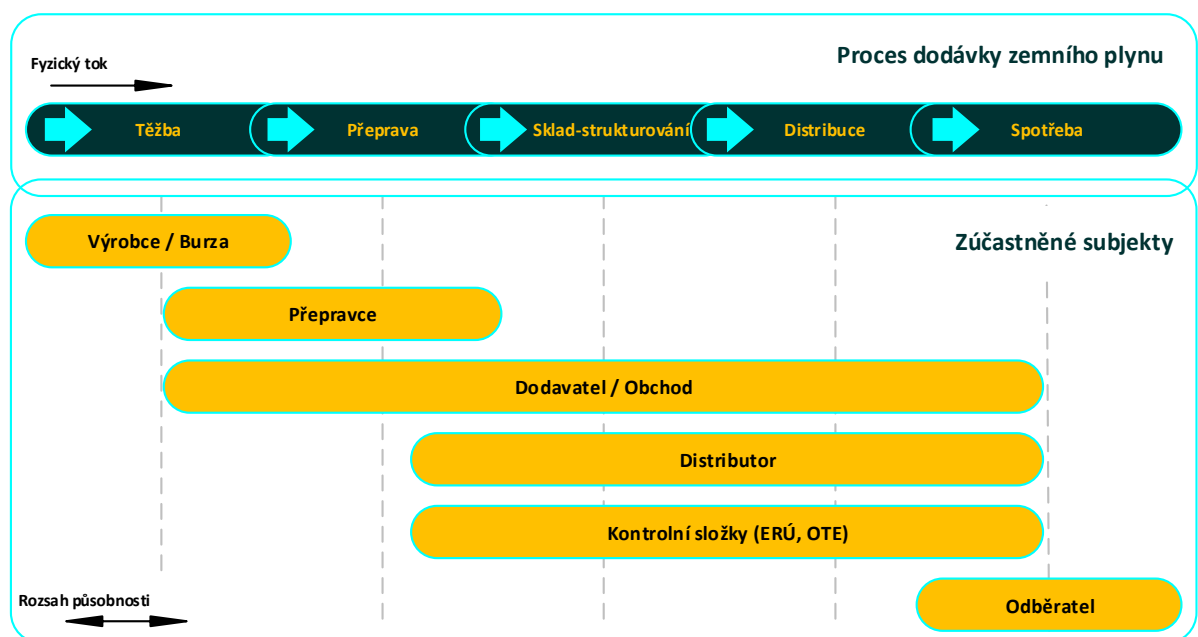 Proces dodávky zemního plynu
Fyzický tok
Těžba
Přeprava
Sklad-strukturování
Distribuce
Spotřeba
Výrobce / Burza
Zúčastněné subjekty
Přepravce
Dodavatel / Obchod
Distributor
Kontrolní složky (ERÚ, OTE)
Rozsah působnosti
Odběratel